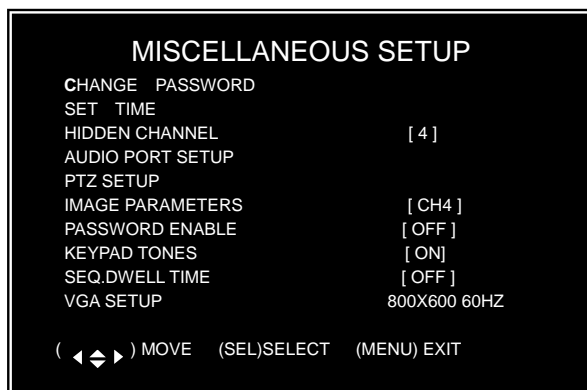 MISCELLANEOUS SETUP
CHANGE PASSWORD
SET TIME
HIDDEN CHANNEL [ 4 ]
AUDIO PORT SETUP
PTZ SETUP
IMAGE PARAMETERS [ CH4 ]
PASSWORD ENABLE [ OFF ]
KEYPAD TONES [ ON]
SEQ.DWELL TIME [ OFF ]
VGA SETUP 800X600 60HZ
( ) MOVE (SEL)SELECT (MENU) EXIT